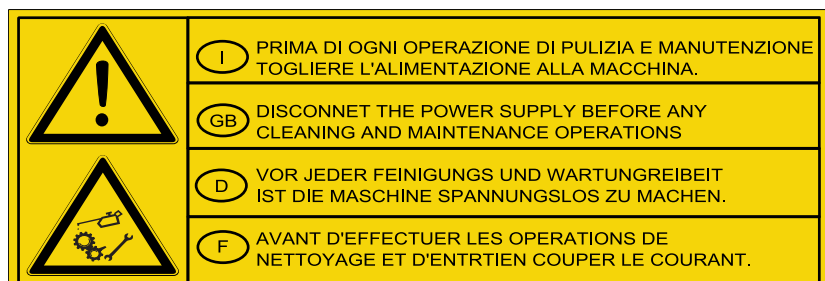 I
PRIMA DI OGNI OPERAZIONE DI PULIZIA E MANUTENZIONE
TOGLIERE L'ALIMENTAZIONE ALLA MACCHINA.
GB
DISCONNET THE POWER SUPPLY BEFORE ANY
CLEANING AND MAINTENANCE OPERATIONS
D
VOR JEDER FEINIGUNGS UND WARTUNGREIBEIT
IST DIE MASCHINE SPANNUNGSLOS ZU MACHEN.
F
AVANT D'EFFECTUER LES OPERATIONS DE
NETTOYAGE ET D'ENTRTIEN COUPER LE COURANT.